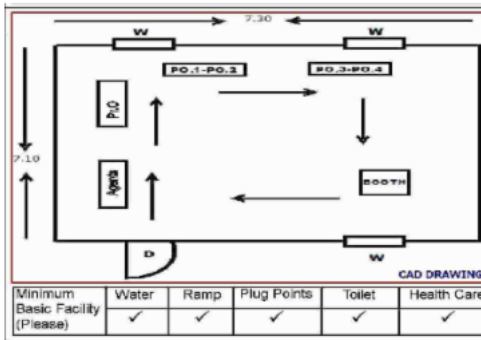 7.30
W W
PO.1-PO.2 PO.3-PO.4
7.10
Agenta
BOOTH
D
W
CAD DRAWING
Minimum Basic Facility (Please) Water Ramp Plug Points Toilet Health Care
✓ ✓ ✓ ✓ ✓